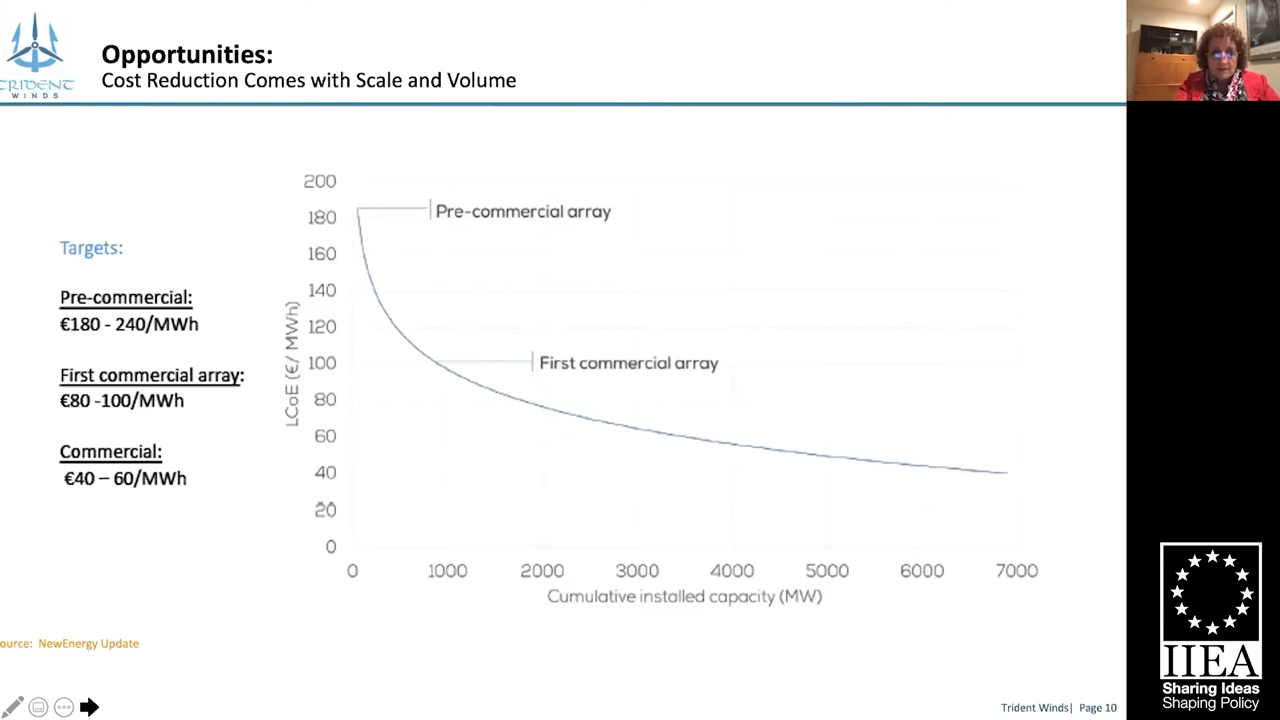 TRIDENT
WINDS
Opportunities:
Cost Reduction Comes with Scale and Volume
Targets:
Pre-commercial:
€180 - 240/MWh
First commercial array:
€80 -100/MWh
Commercial:
€40 – 60/MWh
LCoE (€/ MWh)
200
180
160
140
120
100
80
60
40
20
0
Pre-commercial array
First commercial array
0 1000 2000 3000 4000 5000 6000 7000
Cumulative installed capacity (MW)
ource: NewEnergy Update
Trident Winds| Page 10
IIEA
Sharing Ideas
Shaping Policy